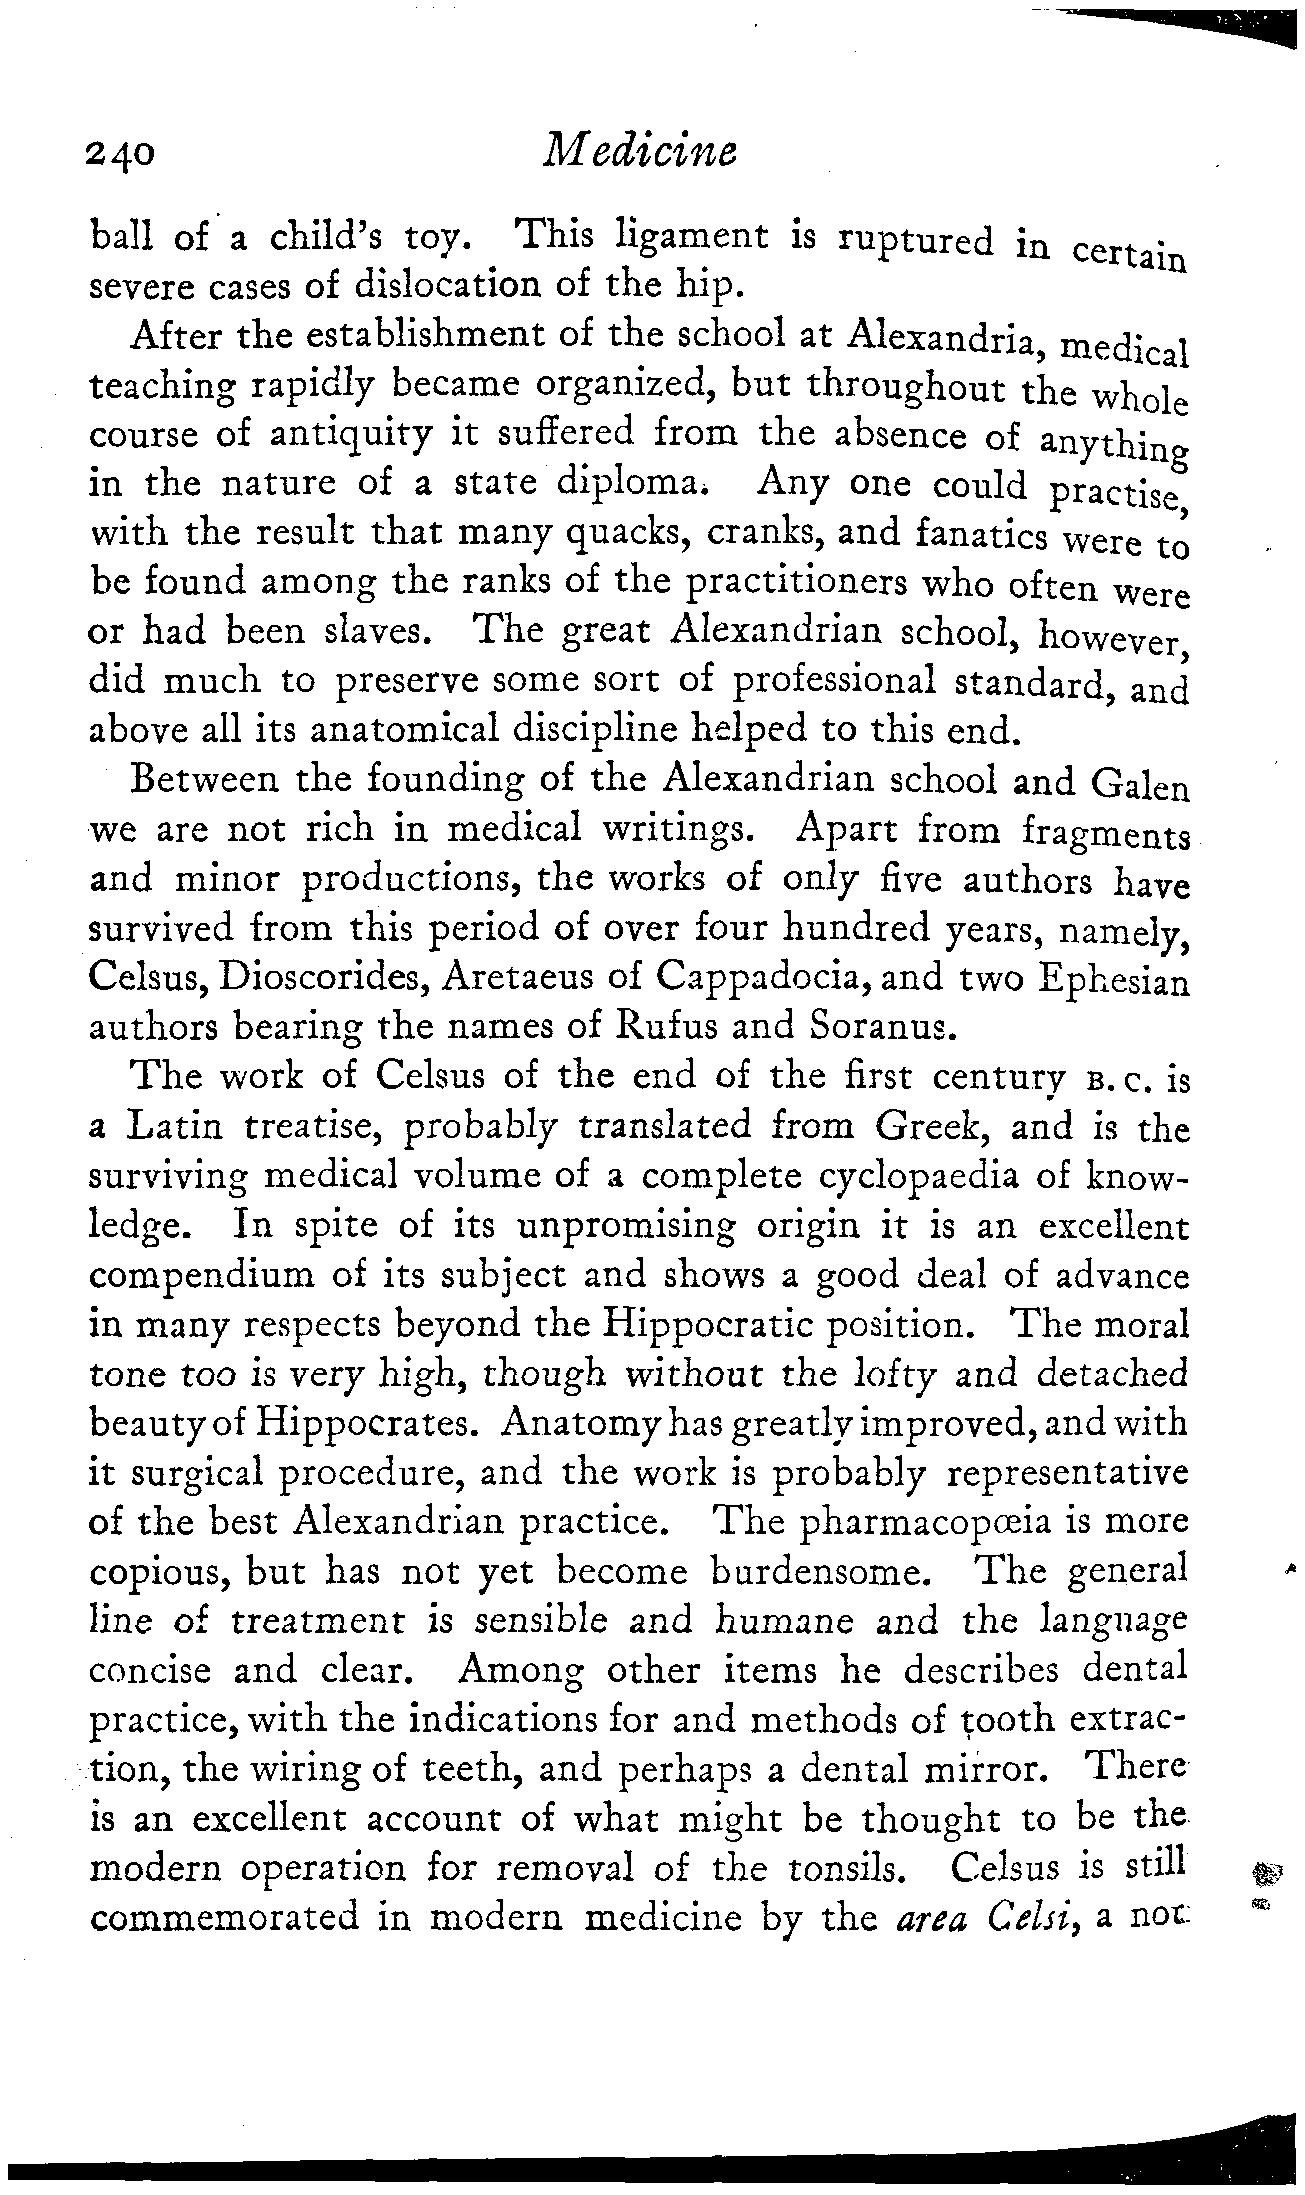 240 Medicine
ball of a child's toy. This ligament is ruptured in certain
severe cases of dislocation of the hip.
After the establishment of the school at Alexandria, medical
teaching rapidly became organized, but throughout the whole
course of antiquity it suffered from the absence of anything
in the nature of a state diploma. Any one could practise,
with the result that many quacks, cranks, and fanatics were to
be found among the ranks of the practitioners who often were
or had been slaves. The great Alexandrian school, however,
did much to preserve some sort of professional standard, and
above all its anatomical discipline helped to this end.
Between the founding of the Alexandrian school and Galen
we are not rich in medical writings. Apart from fragments
and minor productions, the works of only five authors have
survived from this period of over four hundred years, namely,
Celsus, Dioscorides, Aretaeus of Cappadocia, and two Ephesian
authors bearing the names of Rufus and Soranus.
The work of Celsus of the end of the first century B.C. is
a Latin treatise, probably translated from Greek, and is the
surviving medical volume of a complete cyclopaedia of know-
ledge. In spite of its unpromising origin it is an excellent
compendium of its subject and shows a good deal of advance
in many respects beyond the Hippocratic position. The moral
tone too is very high, though without the lofty and detached
beauty of Hippocrates. Anatomy has greatly improved, and with
it surgical procedure, and the work is probably representative
of the best Alexandrian practice. The pharmacopœia is more
copious, but has not yet become burdensome. The general
line of treatment is sensible and humane and the language
concise and clear. Among other items he describes dental
practice, with the indications for and methods of tooth extrac-
tion, the wiring of teeth, and perhaps a dental mirror. There
is an excellent account of what might be thought to be the
modern operation for removal of the tonsils. Celsus is still
commemorated in modern medicine by the area Celsi, a not